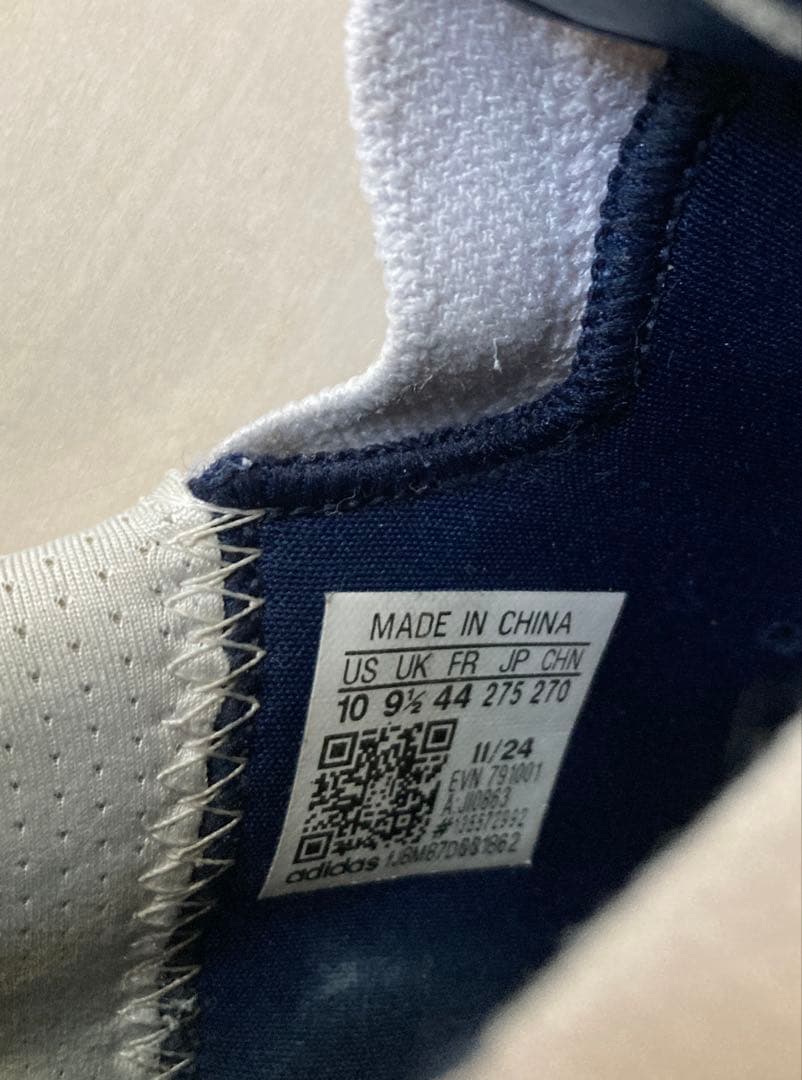 MADE IN CHINA
US UK FR JP CHN
10 9½ 44 275 270
11/24
EVN 791001
A:JI0863
adidas